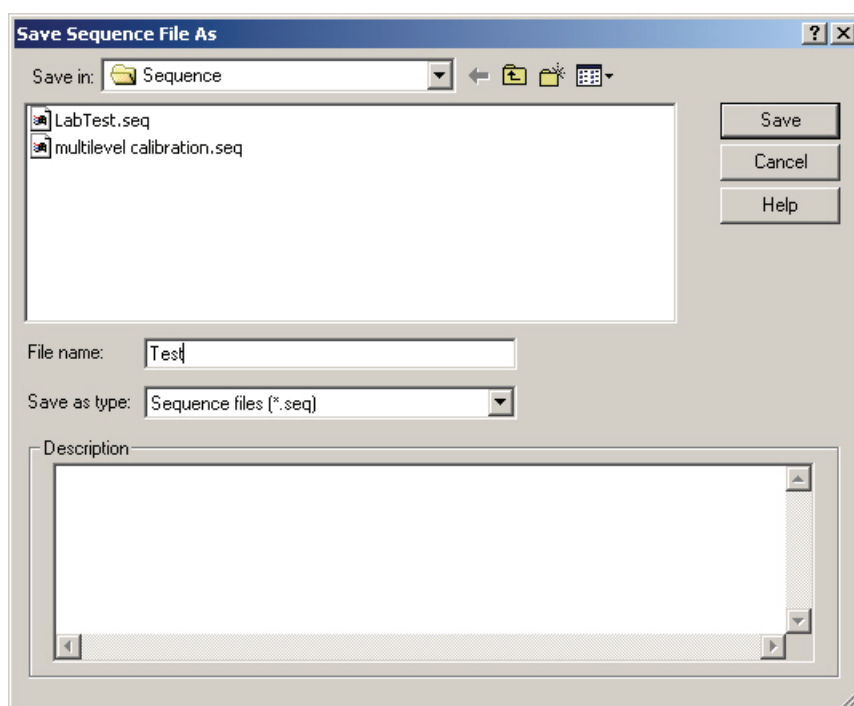 Save Sequence File As
Save in: Sequence
LabTest.seq
multilevel calibration.seq
Save
Cancel
Help
File name: Test
Save as type: Sequence files (*.seq)
Description